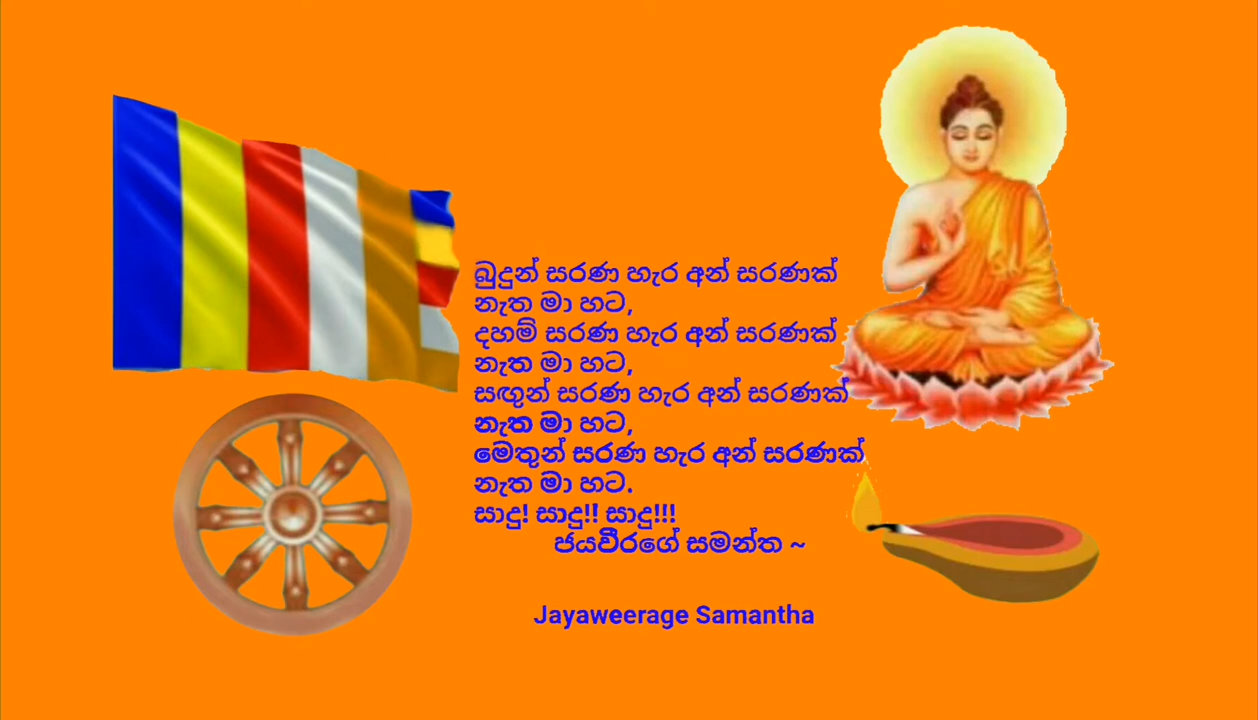 බුදුන් සරණ හැර අන් සරණක්
නැත මා හට,
දහම් සරණ හැර අන් සරණක්
නැත මා හට,
සඟුන් සරණ හැර අන් සරණක්
නැත මා හට,
මෙතුන් සරණ හැර අන් සරණක්
නැත මා හට.
සාදු! සාදු!! සාදු!!!
ජයවීරගේ සමන්ත ~
Jayaweerage Samantha